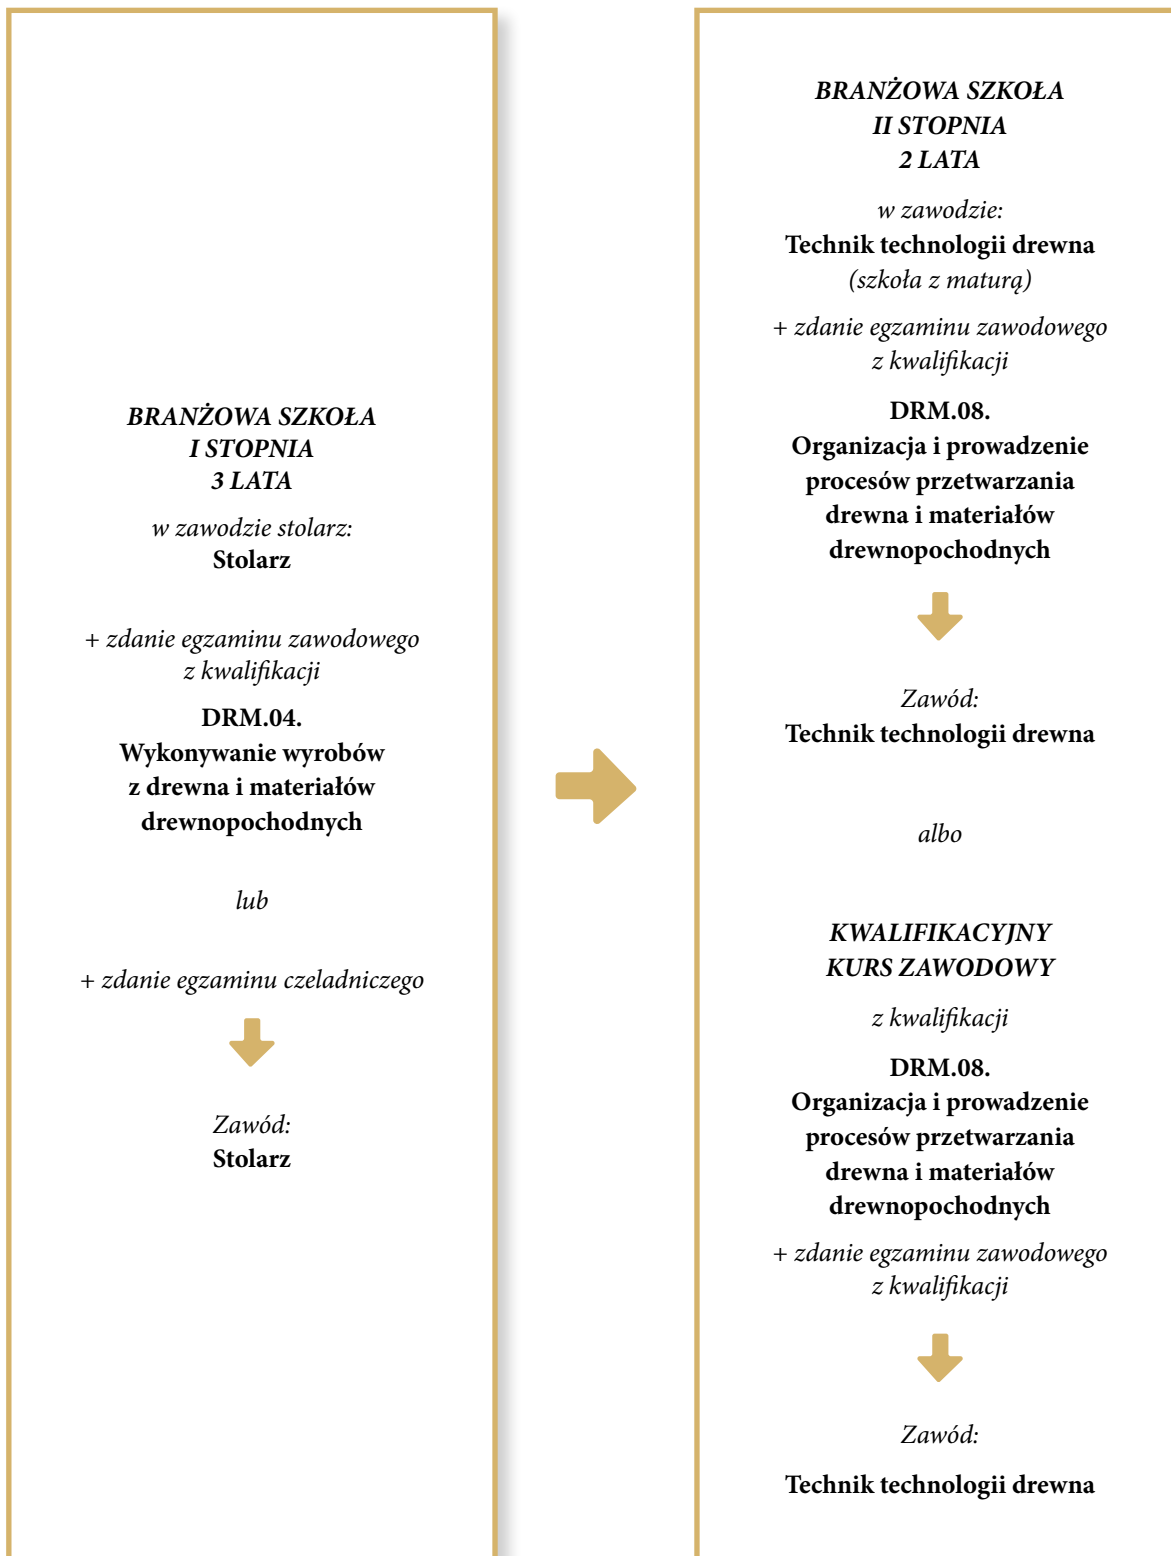 BRANŻOWA SZKOŁA
I STOPNIA
3 LATA
w zawodzie stolarz:
Stolarz
+ zdanie egzaminu zawodowego
z kwalifikacji
DRM.04.
Wykonywanie wyrobów
z drewna i materiałów
drewnopochodnych
lub
+ zdanie egzaminu czeladniczego
Zawód:
Stolarz
BRANŻOWA SZKOŁA
II STOPNIA
2 LATA
w zawodzie:
Technik technologii drewna
(szkoła z maturą)
+ zdanie egzaminu zawodowego
z kwalifikacji
DRM.08.
Organizacja i prowadzenie
procesów przetwarzania
drewna i materiałów
drewnopochodnych
Zawód:
Technik technologii drewna
albo
KWALIFIKACYJNY
KURS ZAWODOWY
z kwalifikacji
DRM.08.
Organizacja i prowadzenie
procesów przetwarzania
drewna i materiałów
drewnopochodnych
+ zdanie egzaminu zawodowego
z kwalifikacji
Zawód:
Technik technologii drewna